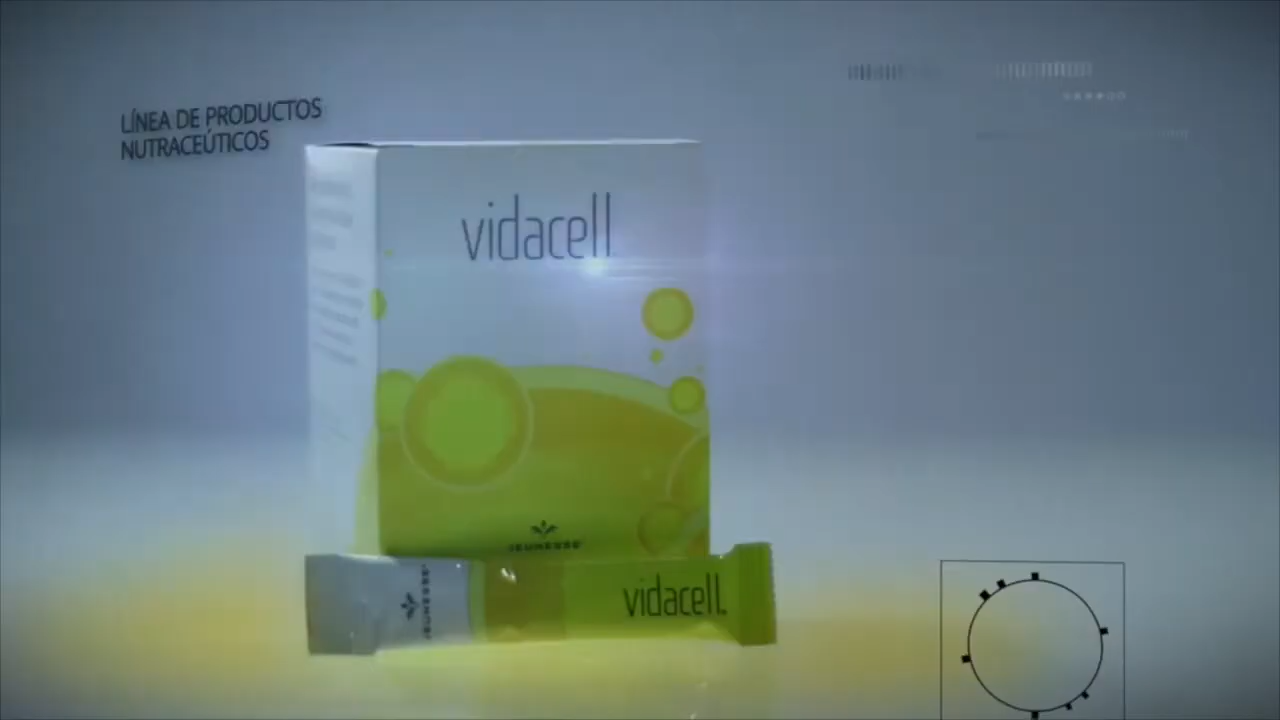 LÍNEA DE PRODUCTOS
NUTRACEÚTICOS
vidacell
JEUNESSE
JEUNESSE
vidacell